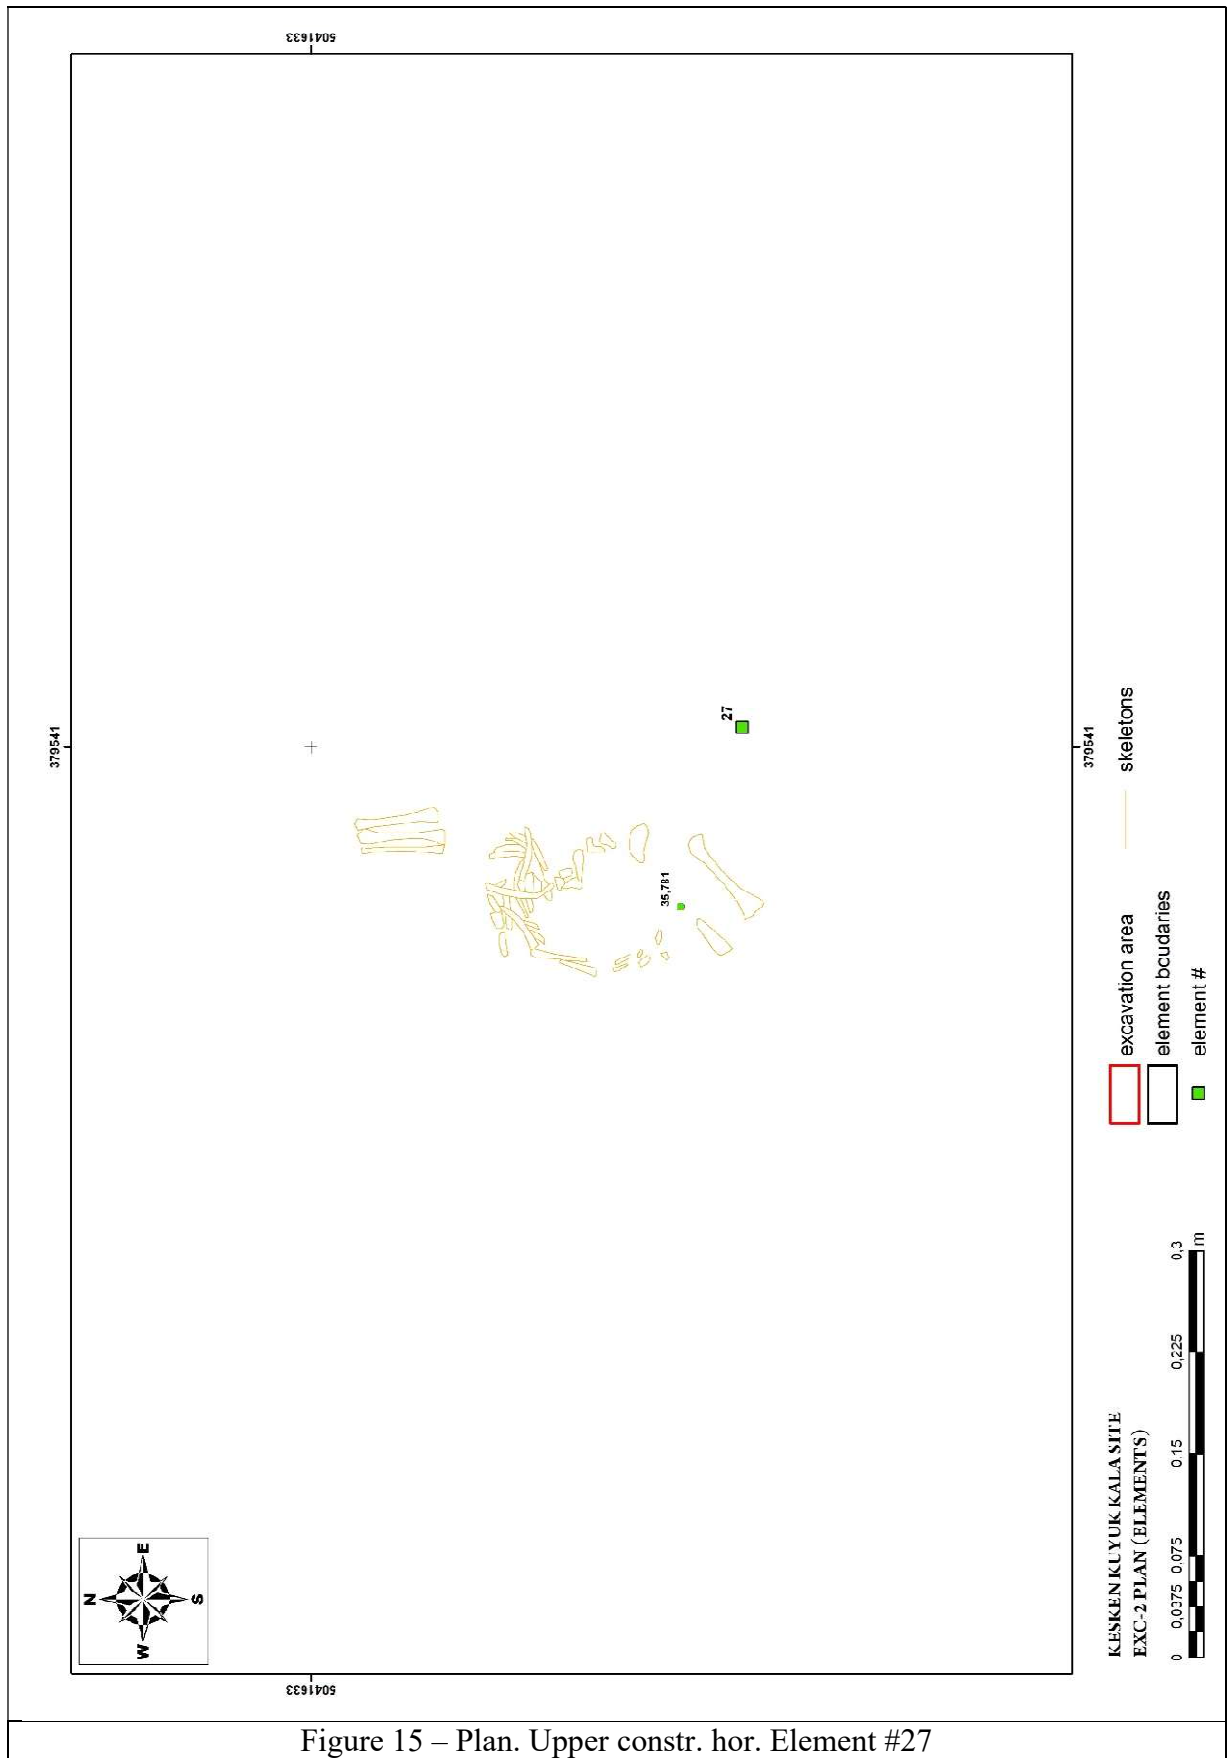 5041633
379541
27
35,781
379541
5041633
N
W
E
S
skeletons
excavation area
element bcudaries
element #
KESKEN KUYUK KALA SITE
EXC-2 PLAN (ELEMENTS)
0 0,0375 0,075 0,15 0,225 0,3
m
Figure 15 – Plan. Upper constr. hor. Element #27